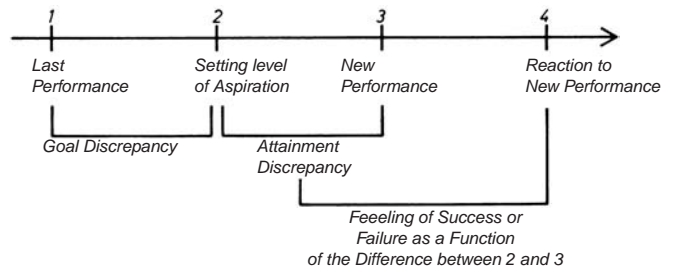 1 2 3 4
Last Setting level New Reaction to
Performance of Aspiration Performance New Performance
Goal Discrepancy Attainment
Discrepancy
Feeeling of Success or
Failure as a Function
of the Difference between 2 and 3